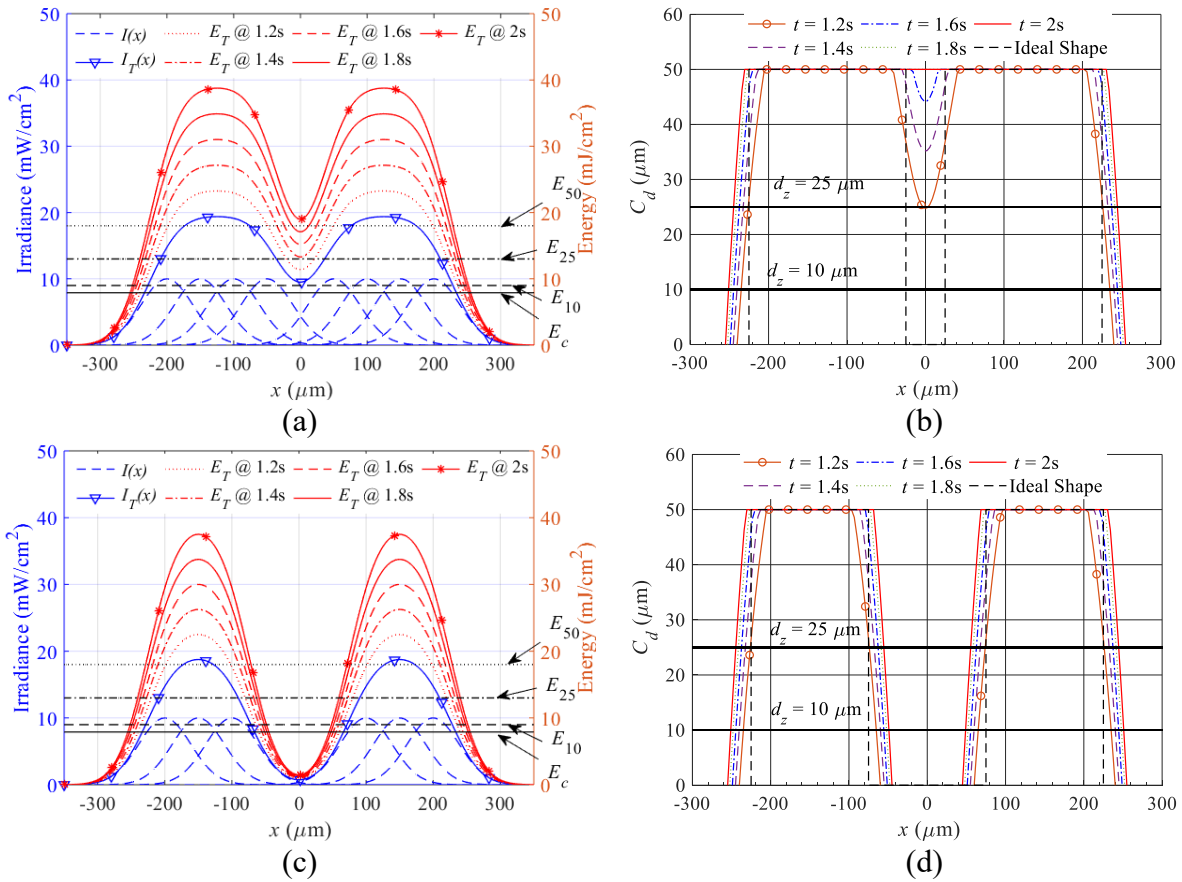 50
40
30
20
10
0
Irradiance (mW/cm²)
I(x)
E_T @ 1.2s
E_T @ 1.6s
E_T @ 2s
I_T(x)
E_T @ 1.4s
E_T @ 1.8s
E_50
E_25
E_10
E_c
50
40
30
20
10
0
Energy (mJ/cm²)
-300 -200 -100 0 100 200 300
x (μm)
(a)
60
50
40
30
20
10
0
C_d (μm)
t = 1.2s
t = 1.6s
t = 2s
t = 1.4s
t = 1.8s
Ideal Shape
d_z = 25 μm
d_z = 10 μm
-300 -200 -100 0 100 200 300
x (μm)
(b)
50
40
30
20
10
0
Irradiance (mW/cm²)
I(x)
E_T @ 1.2s
E_T @ 1.6s
E_T @ 2s
I_T(x)
E_T @ 1.4s
E_T @ 1.8s
E_50
E_25
E_10
E_c
50
40
30
20
10
0
Energy (mJ/cm²)
-300 -200 -100 0 100 200 300
x (μm)
(c)
60
50
40
30
20
10
0
C_d (μm)
t = 1.2s
t = 1.6s
t = 2s
t = 1.4s
t = 1.8s
Ideal Shape
d_z = 25 μm
d_z = 10 μm
-300 -200 -100 0 100 200 300
x (μm)
(d)